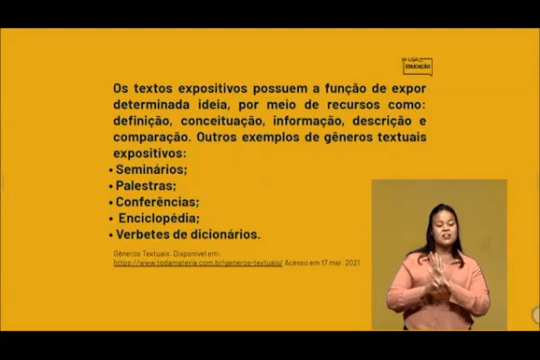 EDUCAÇÃO
Os textos expositivos possuem a função de expor
determinada ideia, por meio de recursos como:
definição, conceituação, informação, descrição e
comparação. Outros exemplos de gêneros textuais
expositivos:
• Seminários;
• Palestras;
• Conferências;
• Enciclopédia;
• Verbetes de dicionários.
Gêneros Textuais. Disponível em:
https://www.todamateria.com.br/generos-textuais/ Acesso em 17 mar. 2021